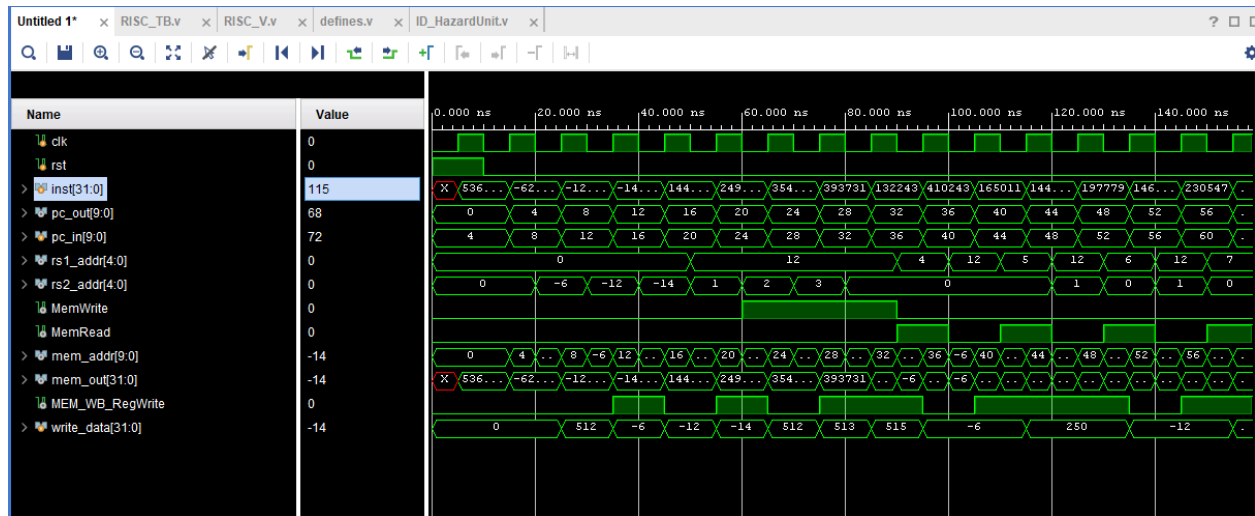 Untitled 1* × RISC_TB.v × RISC_V.v × defines.v × ID_HazardUnit.v × ?
Name Value 0.000 ns 20.000 ns 40.000 ns 60.000 ns 80.000 ns 100.000 ns 120.000 ns 140.000 ns
clk 0
rst 0
inst[31:0] 115 X 536... -62... -12... -14... 144... 249... 354... 393731 132243 410243 165011 144... 197779 146... 230547
pc_out[9:0] 68 0 4 8 12 16 20 24 28 32 36 40 44 48 52 56
pc_in[9:0] 72 4 8 12 16 20 24 28 32 36 40 44 48 52 56 60
rs1_addr[4:0] 0 0 12 4 12 5 12 6 12 7
rs2_addr[4:0] 0 0 -6 -12 -14 1 2 3 0 1 0 1 0
MemWrite 0
MemRead 0
mem_addr[9:0] -14 0 4 .. 8 -6 12 .. 16 .. 20 .. 24 .. 28 .. 32 .. 36 -6 40 .. 44 .. 48 .. 52 .. 56 ..
mem_out[31:0] -14 X 536... -62... -12... -14... 144... 249... 354... 393731 .. -6 .. -6 .. .. .. .. .. .. .. .. .. ..
MEM_WB_RegWrite 0
write_data[31:0] -14 0 512 -6 -12 -14 512 513 515 -6 250 -12